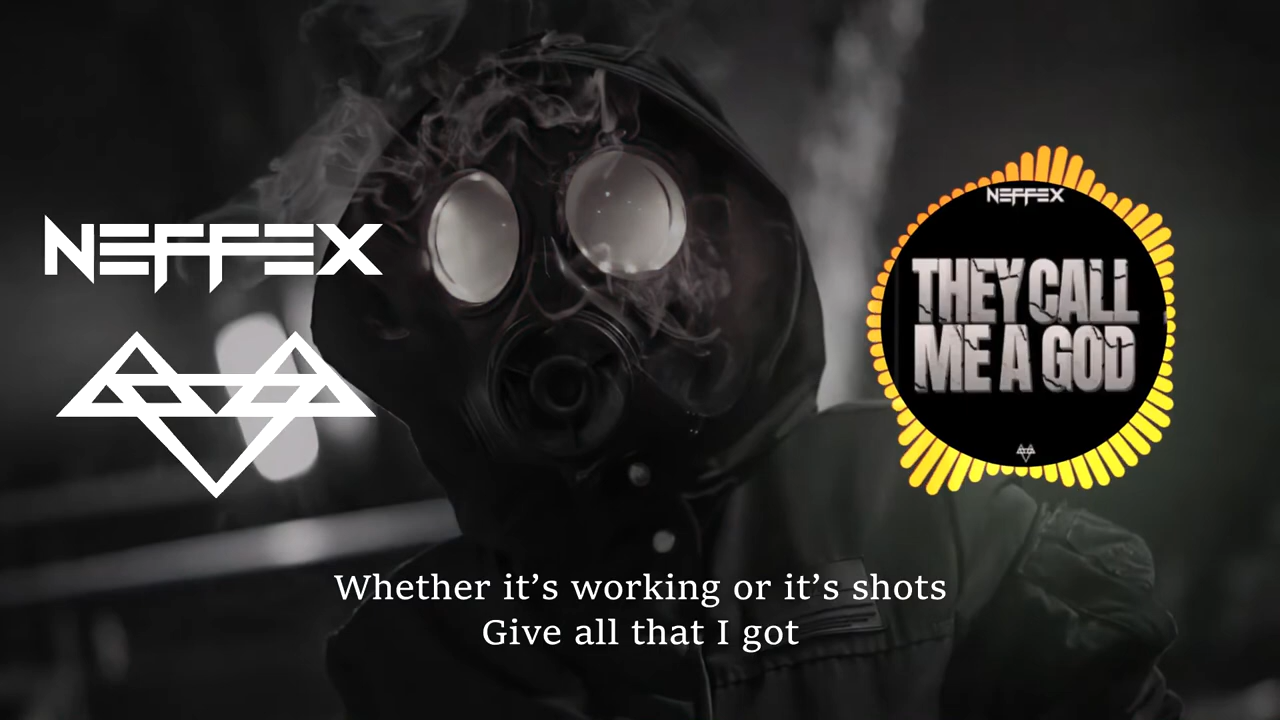 NEFFEX
NEFFEX
THEY CALL
ME A GOD
Whether it’s working or it’s shots
Give all that I got